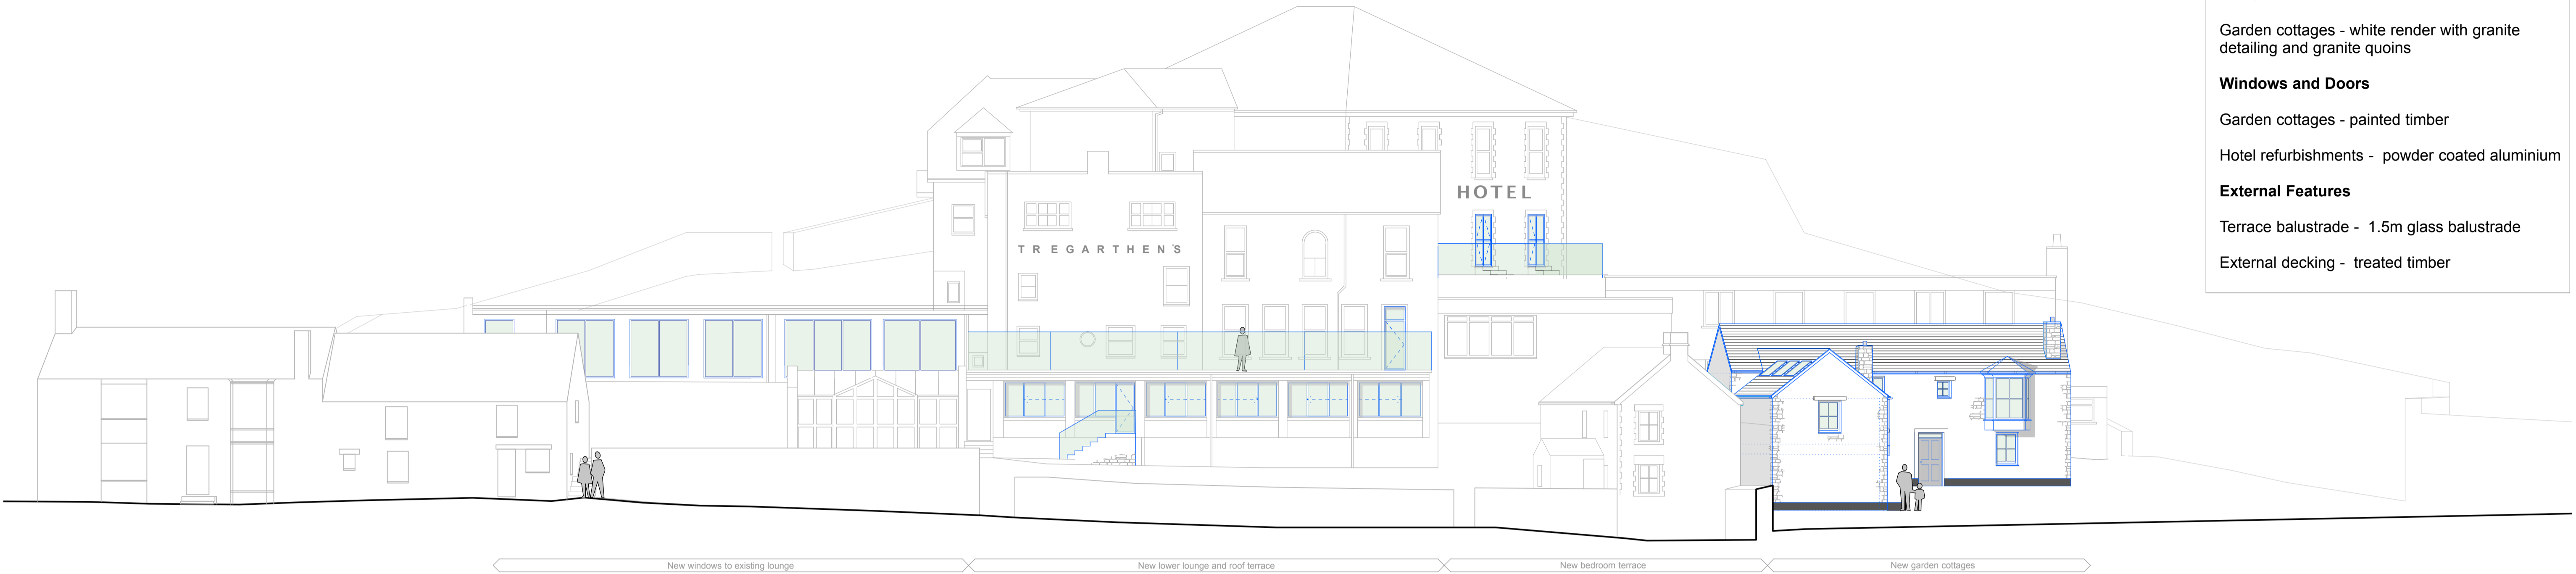 Garden cottages - white render with granite
detailing and granite quoins
Windows and Doors
Garden cottages - painted timber
Hotel refurbishments - powder coated aluminium
External Features
Terrace balustrade - 1.5m glass balustrade
External decking - treated timber
HOTEL
TREGARTHEN'S
New windows to existing lounge
New lower lounge and roof terrace
New bedroom terrace
New garden cottages